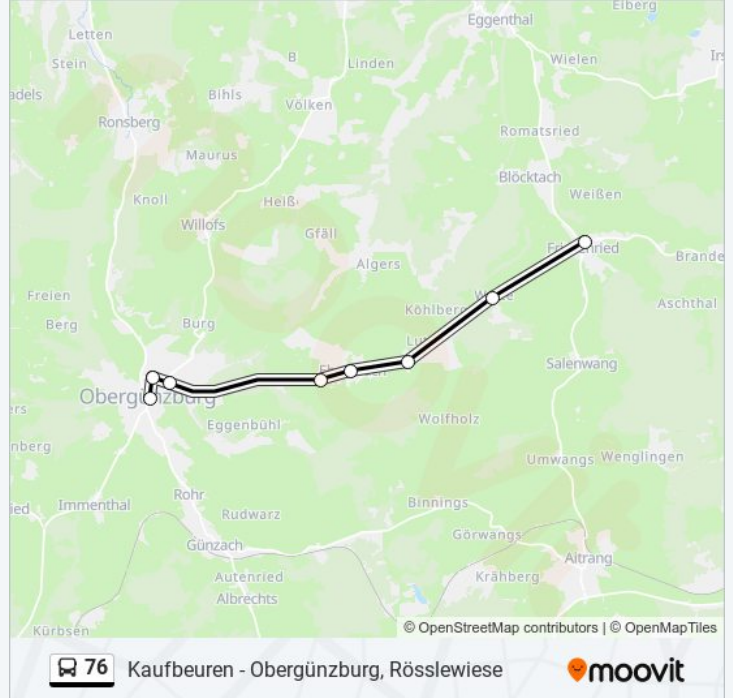 Eggenthal
Elberg
Letten
Stein
B
Linden
Wielen
Bihls
Völken
Ronsberg
Romatsried
Maurus
Blöcktach
Weißen
Knoll
Willofs
Gfäll
Algers
Freien
Köhlberg
Aschthal
Berg
Burg
Salenwang
Obergünzburg
Eggenbühl
Wolfholz
Umwangs
Wenglingen
Immenthal
Rohr
Rudwarz
Binnings
Günzach
Görwangs
Aitrang
Autenried
Krähberg
Albrechts
Kürbsen
© OpenStreetMap contributors | © OpenMapTiles
76 Kaufbeuren - Obergünzburg, Rösslewiese
moovit